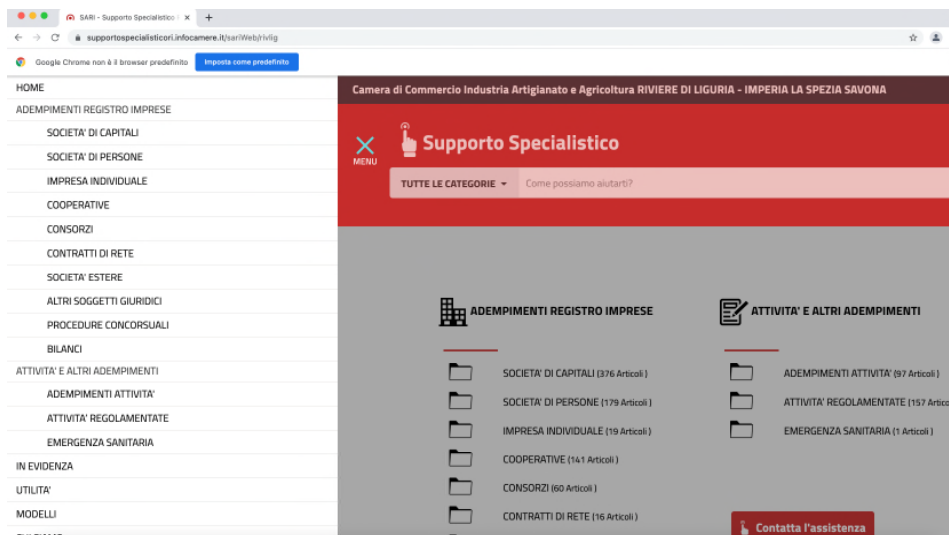 SARI - Supporto Specialistico
supportospecialisticori.infocamere.it/sariWeb/rivlig
Google Chrome non è il browser predefinito Imposta come predefinito
HOME
ADEMPIMENTI REGISTRO IMPRESE
SOCIETA' DI CAPITALI
SOCIETA' DI PERSONE
IMPRESA INDIVIDUALE
COOPERATIVE
CONSORZI
CONTRATTI DI RETE
SOCIETA' ESTERE
ALTRI SOGGETTI GIURIDICI
PROCEDURE CONCORSUALI
BILANCI
ATTIVITA' E ALTRI ADEMPIMENTI
ADEMPIMENTI ATTIVITA'
ATTIVITA' REGOLAMENTATE
EMERGENZA SANITARIA
IN EVIDENZA
UTILITA'
MODELLI
Camera di Commercio Industria Artigianato e Agricoltura RIVIERE DI LIGURIA - IMPERIA LA SPEZIA SAVONA
MENU
Supporto Specialistico
TUTTE LE CATEGORIE Come possiamo aiutarti?
ADEMPIMENTI REGISTRO IMPRESE
SOCIETA' DI CAPITALI (376 Articoli)
SOCIETA' DI PERSONE (179 Articoli)
IMPRESA INDIVIDUALE (19 Articoli)
COOPERATIVE (141 Articoli)
CONSORZI (60 Articoli)
CONTRATTI DI RETE (16 Articoli)
ATTIVITA' E ALTRI ADEMPIMENTI
ADEMPIMENTI ATTIVITA' (97 Articoli)
ATTIVITA' REGOLAMENTATE (157 Artico
EMERGENZA SANITARIA (1 Articoli)
Contatta l'assistenza